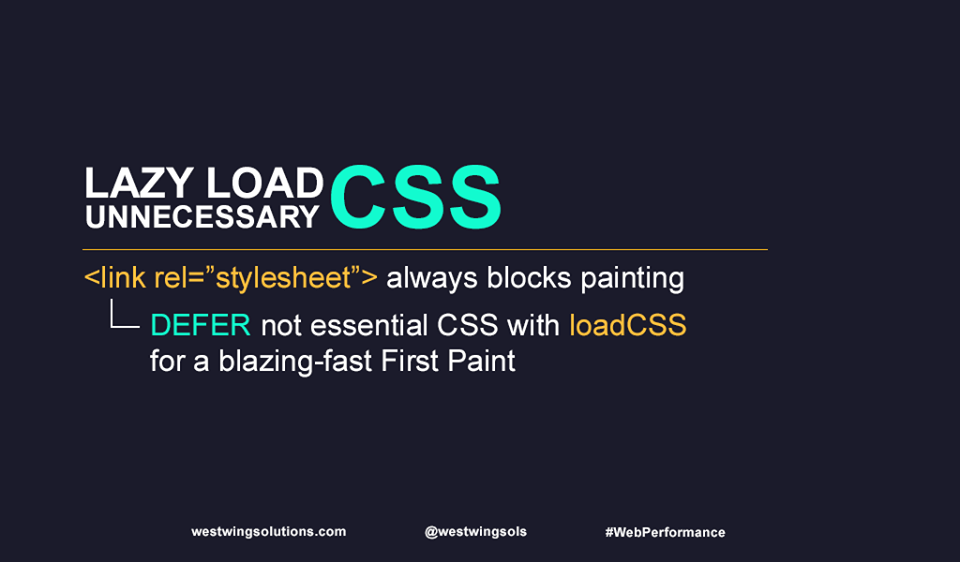 LAZY LOAD
UNNECESSARY CSS
<link rel=”stylesheet”> always blocks painting
DEFER not essential CSS with loadCSS
for a blazing-fast First Paint
westwingsolutions.com @westwingsols #WebPerformance